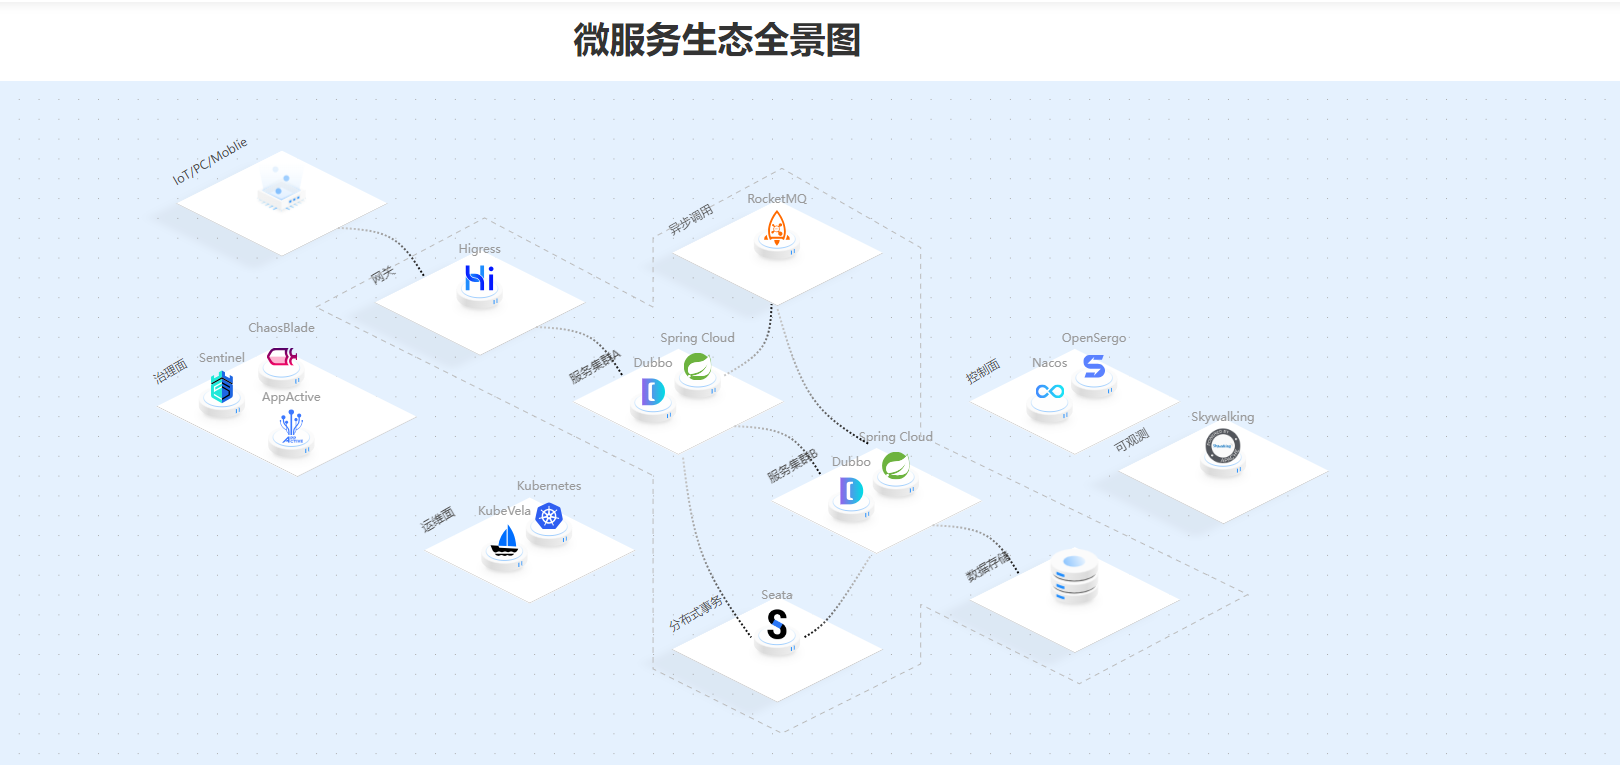 微服务生态全景图
IoT/PC/Moblie
网关
Higress
异步调用
RocketMQ
治理面
Sentinel
ChaosBlade
AppActive
服务集群A
Dubbo
Spring Cloud
控制面
Nacos
OpenSergo
可观测
Skywalking
服务集群B
Dubbo
Spring Cloud
运维面
KubeVela
Kubernetes
数据存储
分布式事务
Seata